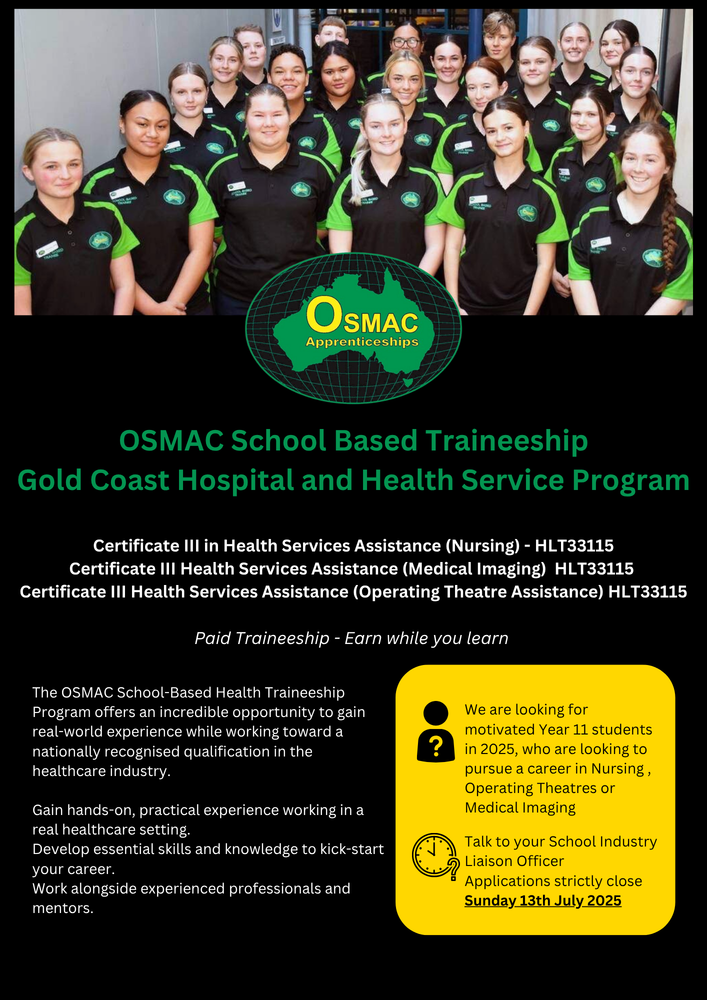 SCHOOL BASED
TRAINEE
SCHOOL BASED
TRAINEE
OSMAC
Apprenticeships
OSMAC School Based Traineeship
Gold Coast Hospital and Health Service Program
Certificate III in Health Services Assistance (Nursing) - HLT33115
Certificate III Health Services Assistance (Medical Imaging) HLT33115
Certificate III Health Services Assistance (Operating Theatre Assistance) HLT33115
Paid Traineeship - Earn while you learn
The OSMAC School-Based Health Traineeship
Program offers an incredible opportunity to gain
real-world experience while working toward a
nationally recognised qualification in the
healthcare industry.
Gain hands-on, practical experience working in a
real healthcare setting.
Develop essential skills and knowledge to kick-start
your career.
Work alongside experienced professionals and
mentors.
?
We are looking for
motivated Year 11 students
in 2025, who are looking to
pursue a career in Nursing ,
Operating Theatres or
Medical Imaging
?
Talk to your School Industry
Liaison Officer
Applications strictly close
Sunday 13th July 2025